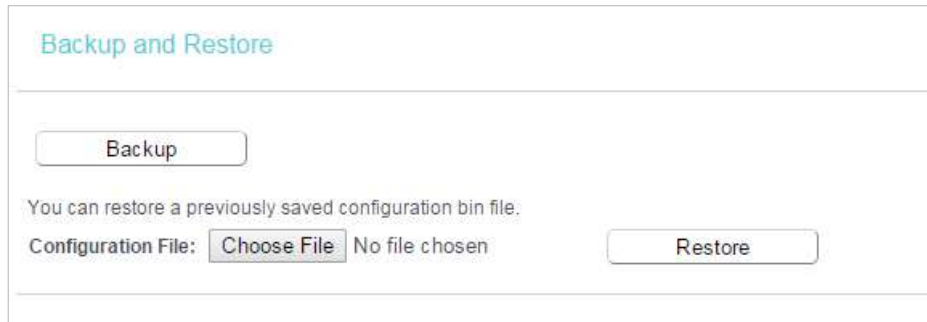 Backup and Restore
Backup
You can restore a previously saved configuration bin file.
Configuration File: Choose File No file chosen Restore